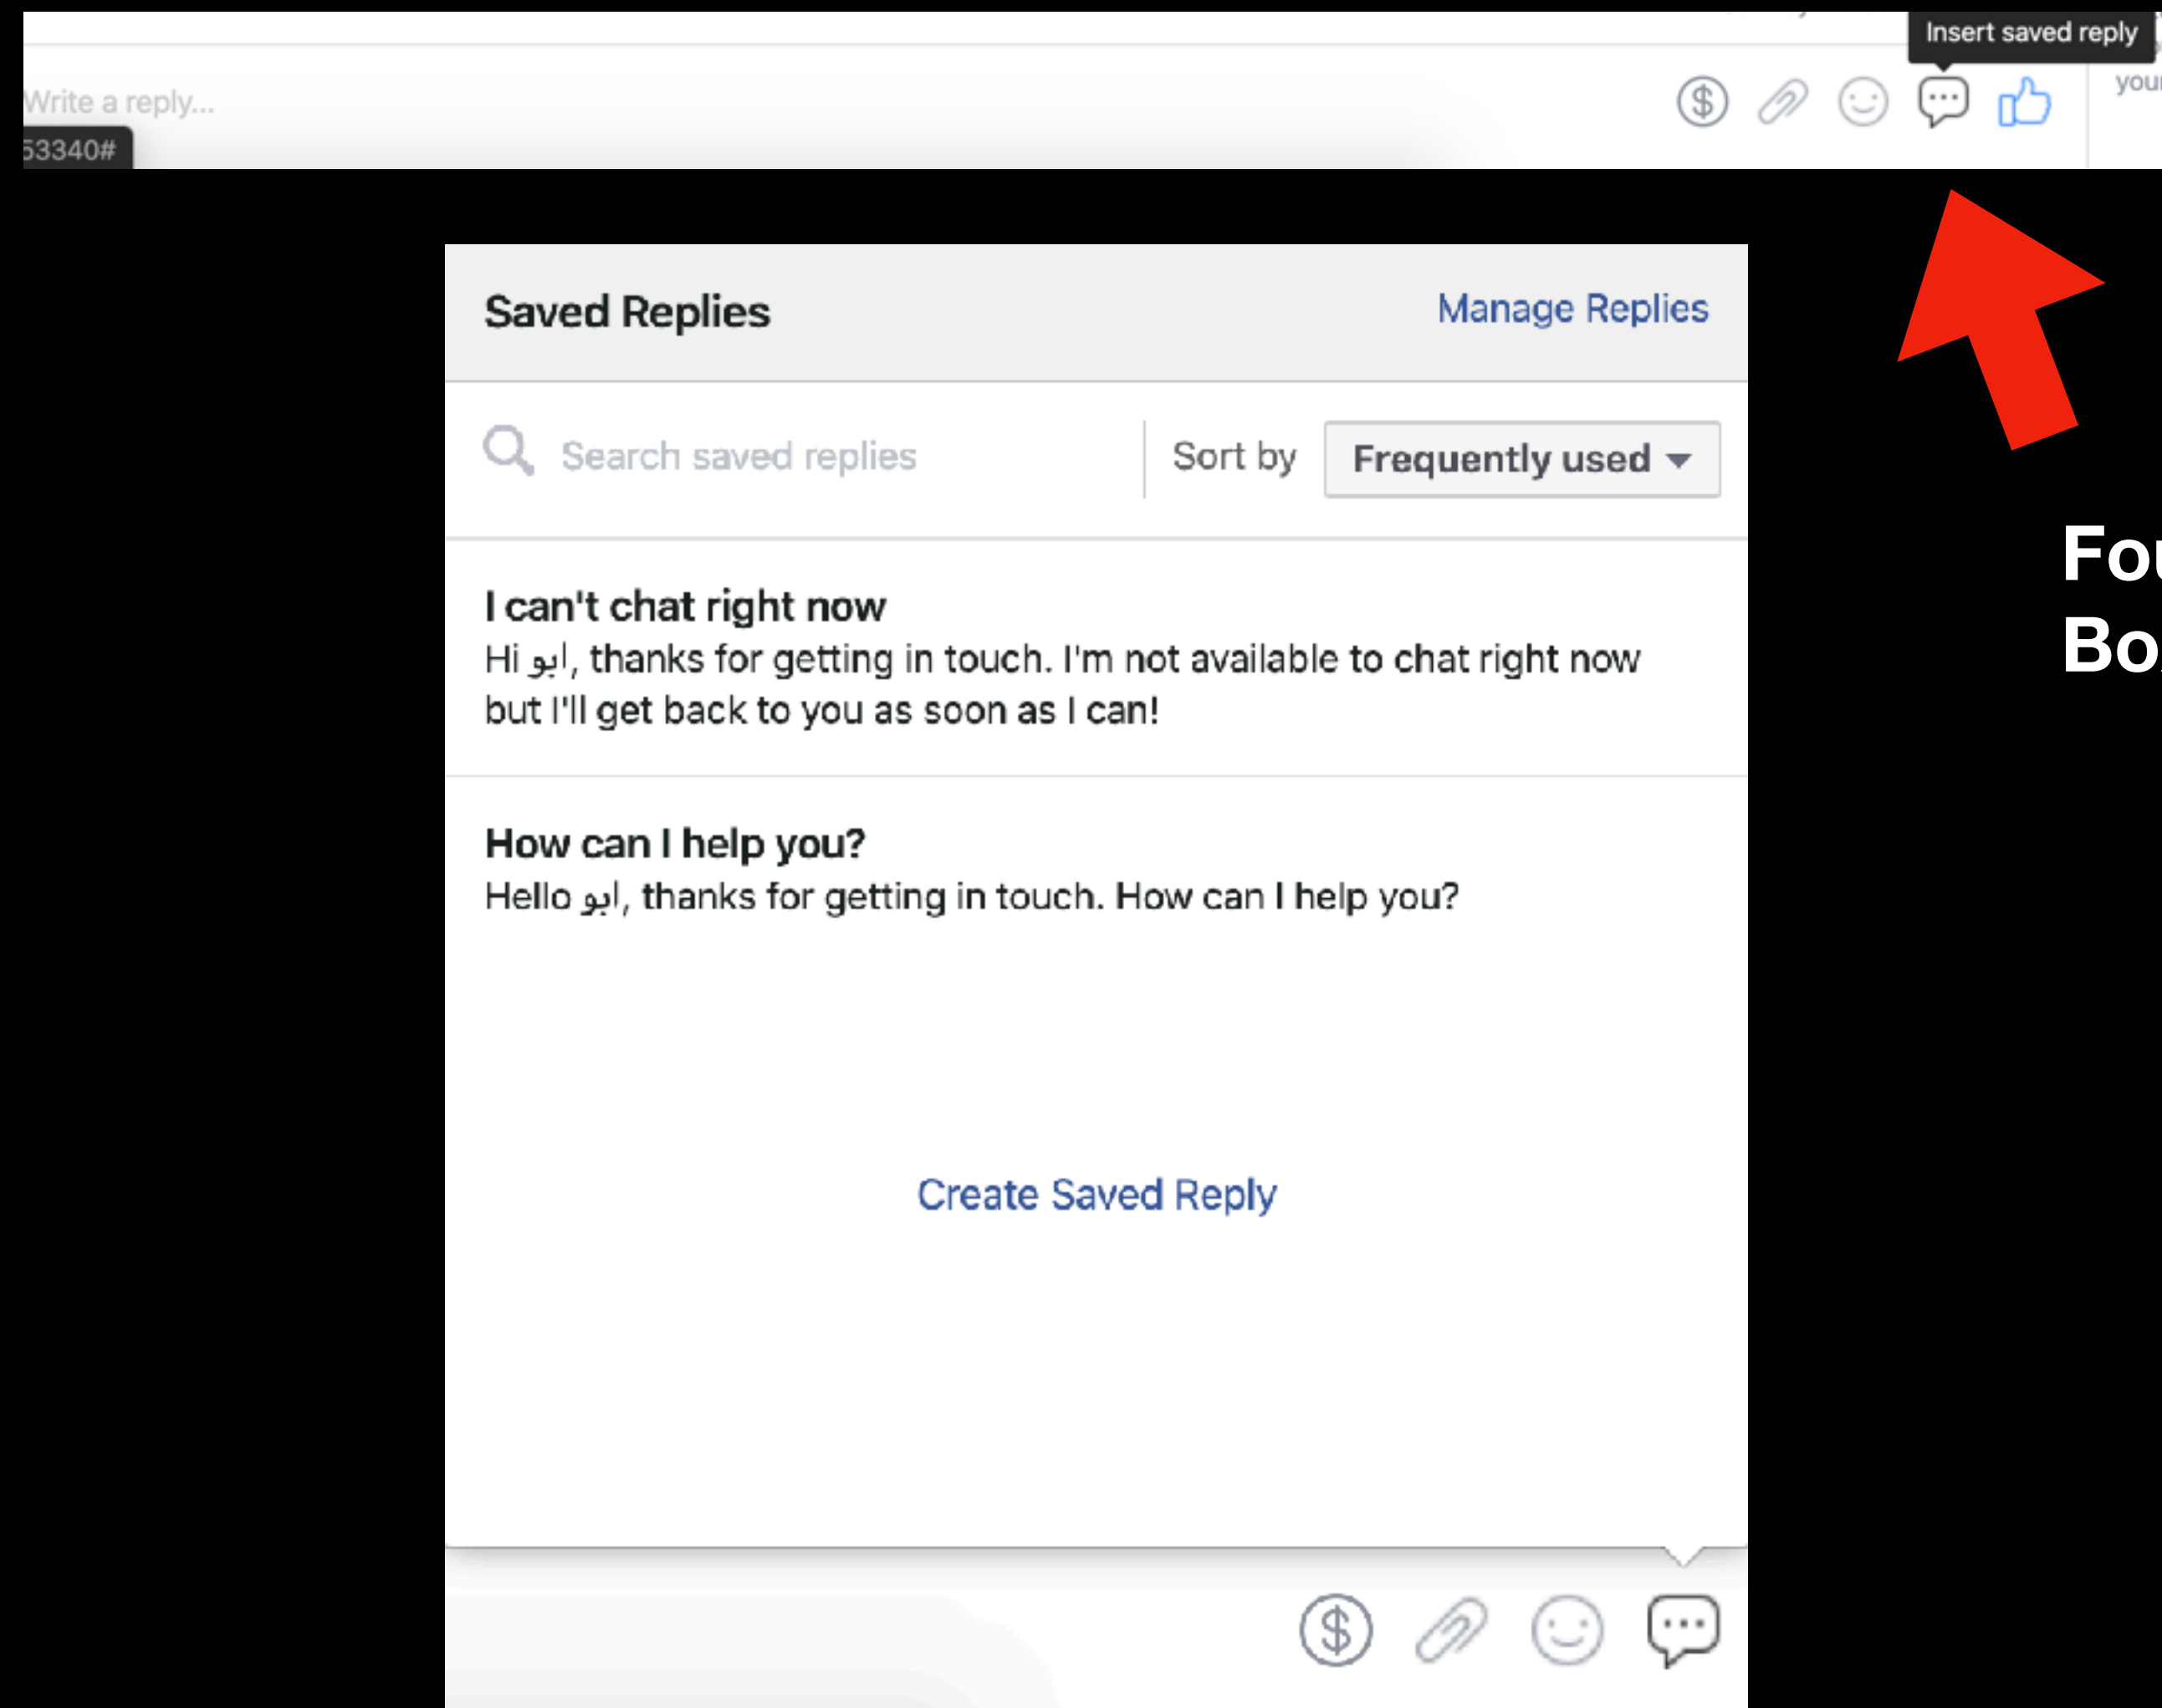 Insert saved reply
Write a reply...
53340#
Saved Replies
Manage Replies
Search saved replies
Sort by
Frequently used
I can't chat right now
Hi ابو, thanks for getting in touch. I'm not available to chat right now
but I'll get back to you as soon as I can!
How can I help you?
Hello ابو, thanks for getting in touch. How can I help you?
Create Saved Reply